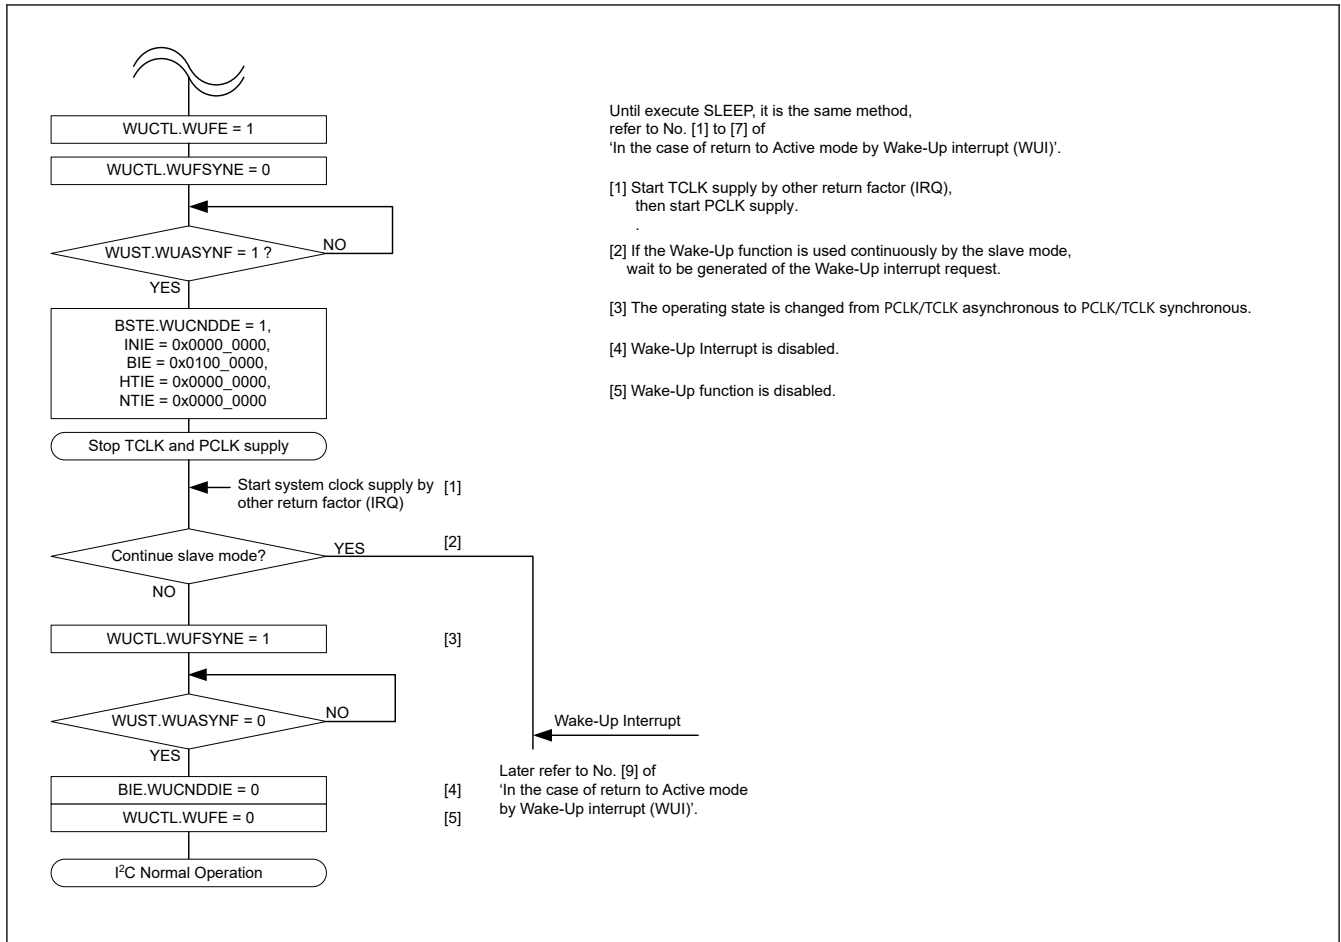 WUCTL.WUFE = 1
WUCTL.WUFSYNE = 0
WUST.WUASYNF = 1 ?
NO
YES
BSTE.WUCNDDE = 1,
INIE = 0x0000_0000,
BIE = 0x0100_0000,
HTIE = 0x0000_0000,
NTIE = 0x0000_0000
Stop TCLK and PCLK supply
Start system clock supply by [1]
other return factor (IRQ)
Continue slave mode?
YES
[2]
NO
WUCTL.WUFSYNE = 1
[3]
WUST.WUASYNF = 0
NO
YES
BIE.WUCNDDIE = 0
[4]
WUCTL.WUFE = 0
[5]
I²C Normal Operation
Wake-Up Interrupt
Later refer to No. [9] of
‘In the case of return to Active mode
by Wake-Up interrupt (WUI)’.
Until execute SLEEP, it is the same method,
refer to No. [1] to [7] of
‘In the case of return to Active mode by Wake-Up interrupt (WUI)’.
[1] Start TCLK supply by other return factor (IRQ),
then start PCLK supply.
.
[2] If the Wake-Up function is used continuously by the slave mode,
wait to be generated of the Wake-Up interrupt request.
[3] The operating state is changed from PCLK/TCLK asynchronous to PCLK/TCLK synchronous.
[4] Wake-Up Interrupt is disabled.
[5] Wake-Up function is disabled.